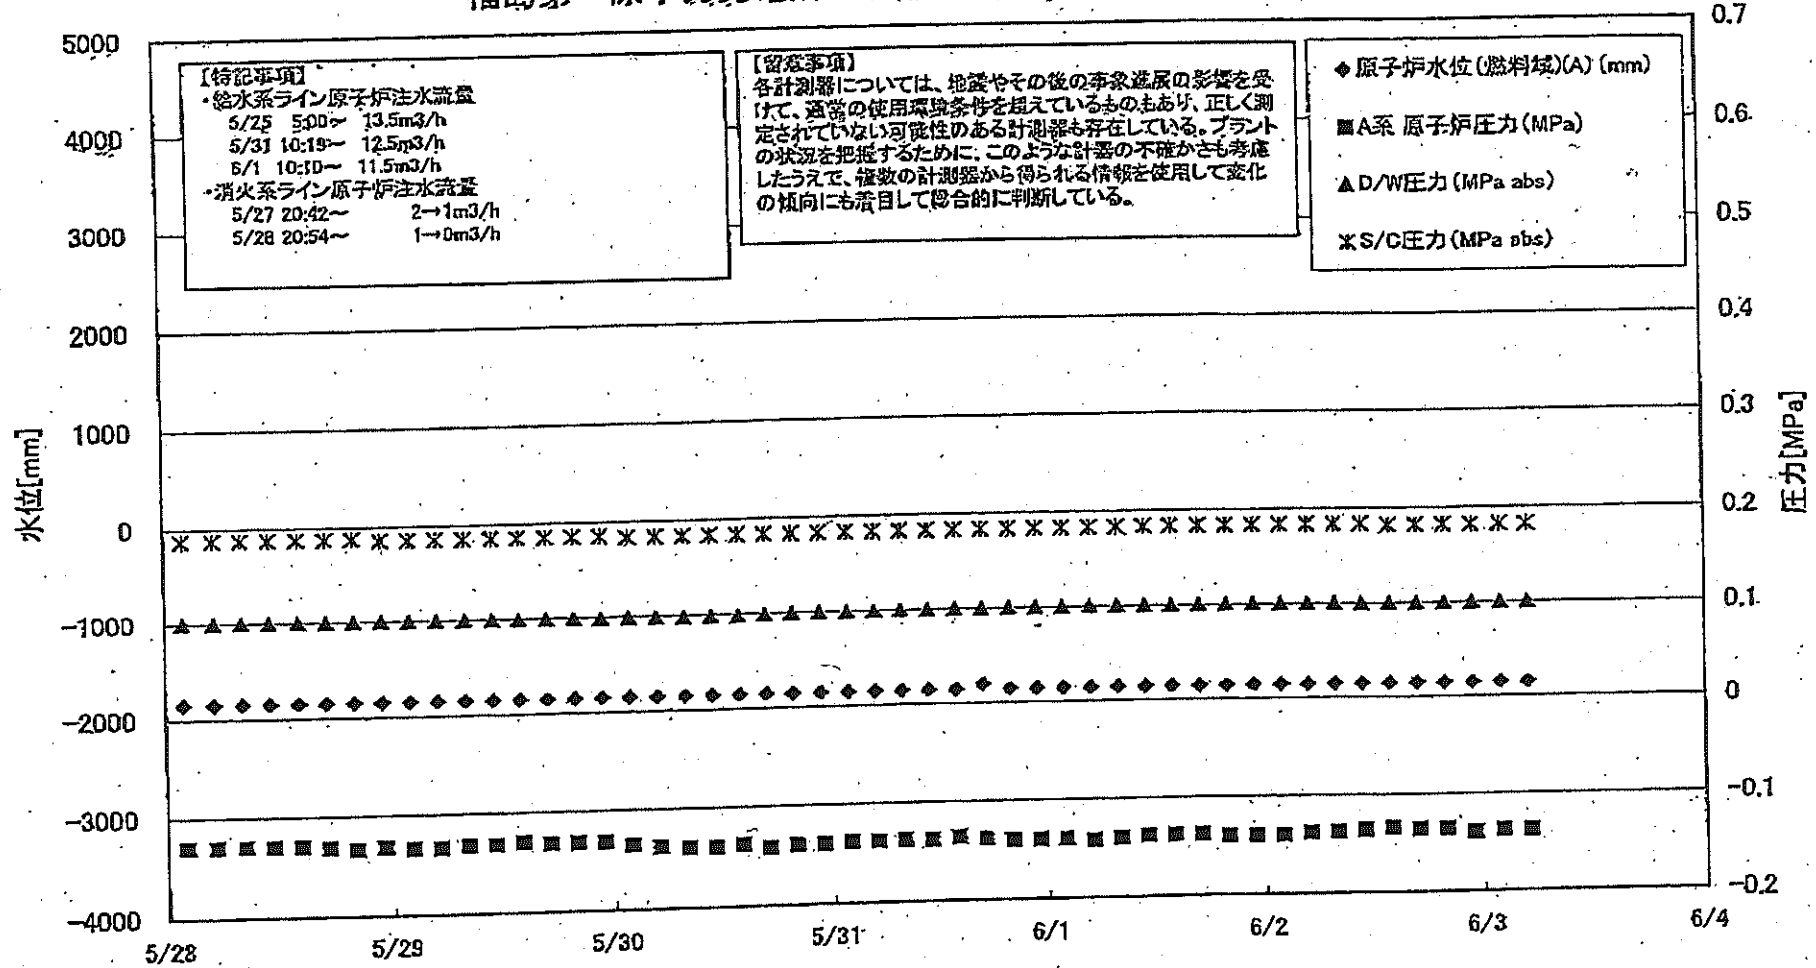 【特記事項】
・給水系ライン原子炉注水流量
5/25 5:00～ 13.5m3/h
5/31 10:19～ 12.5m3/h
6/1 10:10～ 11.5m3/h
・消火系ライン原子炉注水流量
5/27 20:42～ 2→1m3/h
5/28 20:54～ 1→0m3/h
【留意事項】
各計測器については、地震やその後の事象進展の影響を受
けて、通常の使用環境条件を超えているものもあり、正しく測
定されていない可能性のある計測器も存在している。プラント
の状況を把握するために、このような計器の不確かさも考慮
したうえで、複数の計測器から得られる情報を使用して変化
の傾向にも着目して総合的に判断している。
◆原子炉水位(燃料域)(A)(mm)
■A系 原子炉圧力(MPa)
▲D/W圧力(MPa abs)
S/C圧力(MPa abs)
水位[mm]
5000
4000
3000
2000
1000
0
-1000
-2000
-3000
-4000
圧力[MPa]
0.7
0.6
0.5
0.4
0.3
0.2
0.1
0
-0.1
-0.2
5/28
5/29
5/30
5/31
6/1
6/2
6/3
6/4